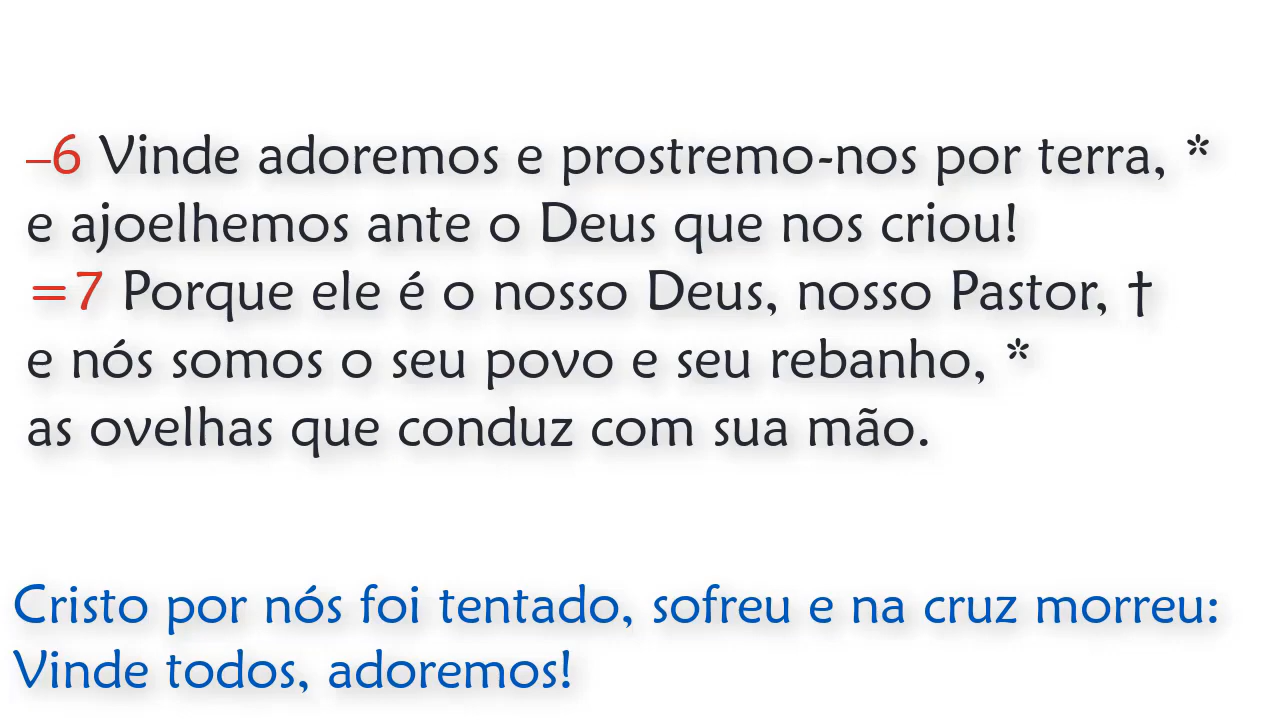 –6 Vinde adoremos e prostremo-nos por terra, *
e ajoelhemos ante o Deus que nos criou!
=7 Porque ele é o nosso Deus, nosso Pastor, †
e nós somos o seu povo e seu rebanho, *
as ovelhas que conduz com sua mão.
Cristo por nós foi tentado, sofreu e na cruz morreu:
Vinde todos, adoremos!